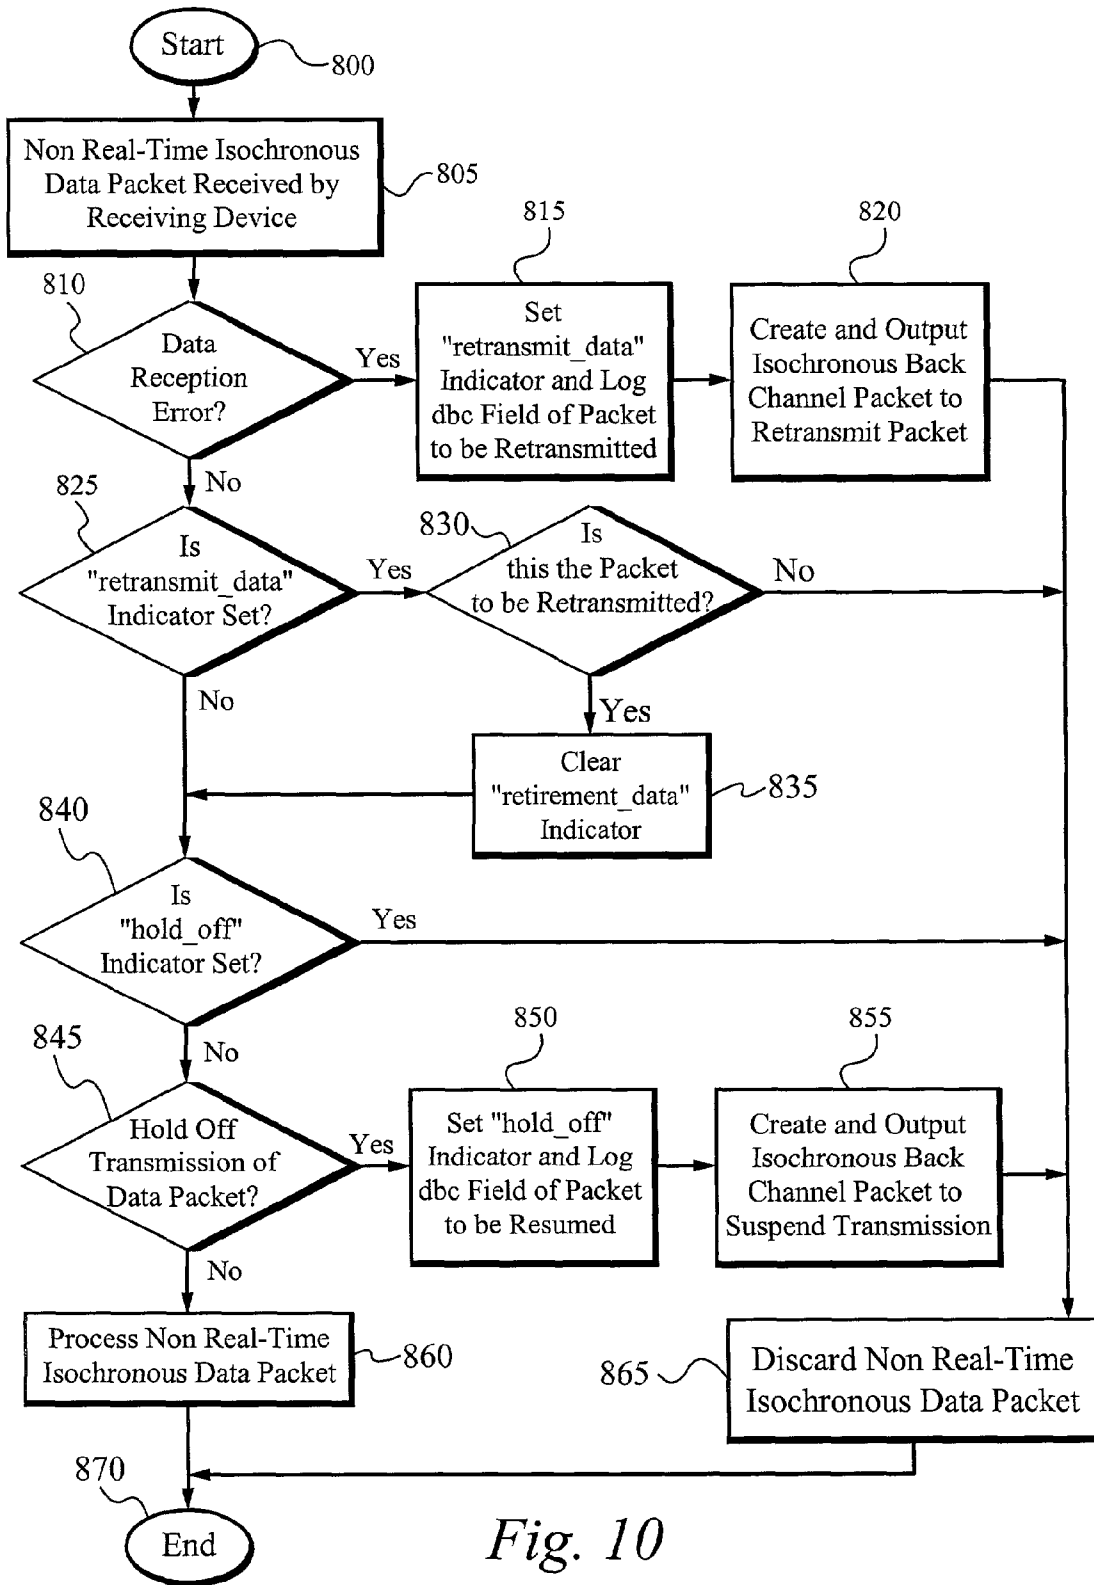 Start
800
Non Real-Time Isochronous
Data Packet Received by
Receiving Device
805
810
Data
Reception
Error?
Yes
No
815
Set
"retransmit_data"
Indicator and Log
dbc Field of Packet
to be Retransmitted
820
Create and Output
Isochronous Back
Channel Packet to
Retransmit Packet
825
Is
"retransmit_data"
Indicator Set?
Yes
No
830
Is
this the Packet
to be Retransmitted?
No
Yes
Clear
"retirement_data"
Indicator
835
840
Is
"hold_off"
Indicator Set?
Yes
No
845
Hold Off
Transmission of
Data Packet?
Yes
No
850
Set "hold_off"
Indicator and Log
dbc Field of Packet
to be Resumed
855
Create and Output
Isochronous Back
Channel Packet to
Suspend Transmission
Process Non Real-Time
Isochronous Data Packet
860
865
Discard Non Real-Time
Isochronous Data Packet
870
End
Fig. 10